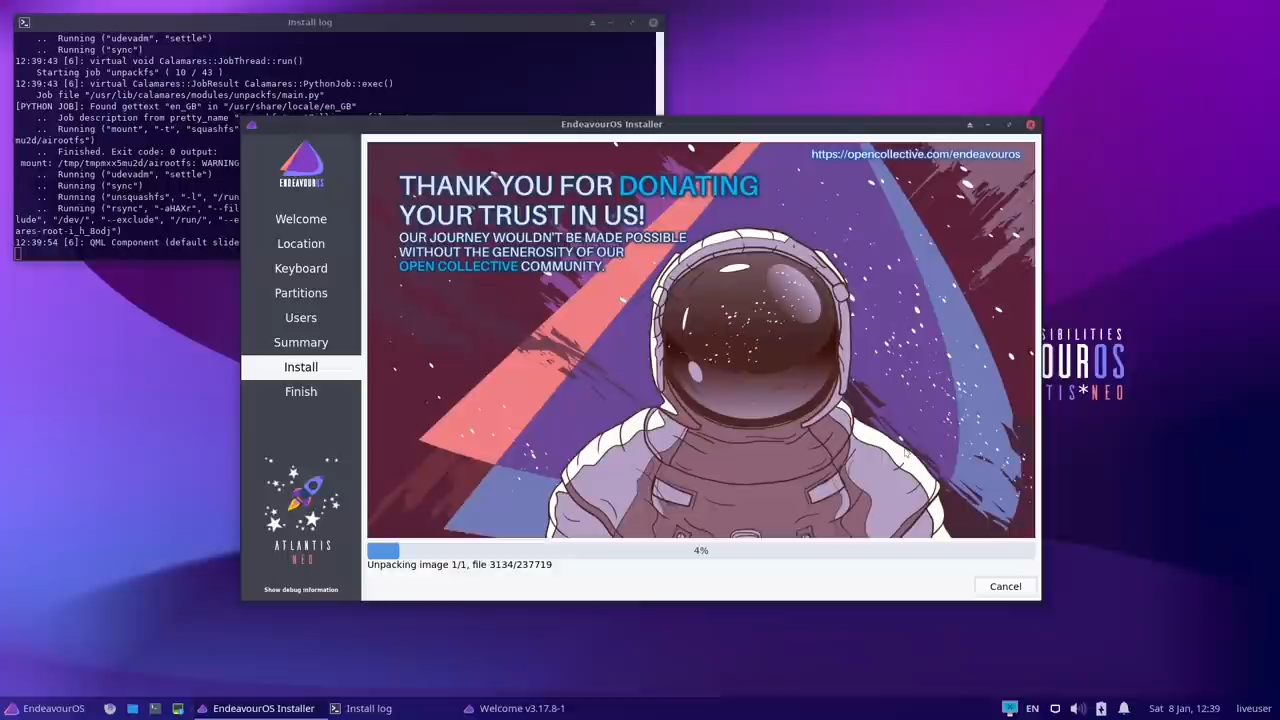 Install log
.. Running ("udevadm", "settle")
.. Running ("sync")
12:39:43 [6]: virtual void Calamares::JobThread::run()
Starting job "unpackfs" ( 10 / 43 )
12:39:43 [6]: virtual Calamares::JobResult Calamares::PythonJob::exec()
Job file "/usr/lib/calamares/modules/unpackfs/main.py"
[PYTHON JOB]: Found gettext "en_GB" in "/usr/share/locale/en_GB"
.. Job description from pretty_name
.. Running ("mount", "-t", "squashfs"
mu2d/airootfs")
.. Finished. Exit code: 0 output:
mount: /tmp/tmpmxx5mu2d/airootfs: WARNING
.. Running ("udevadm", "settle")
.. Running ("sync")
.. Running ("unsquashfs", "-l", "/run
.. Running ("rsync", "-aHAXr", "--fil
lude", "/dev/", "--exclude", "/run/", "--e
ares-root-i_h_8odj")
12:39:54 [6]: QML Component (default slide
EndeavourOS Installer
ENDEAVOUROS
Welcome
Location
Keyboard
Partitions
Users
Summary
Install
Finish
ATLANTIS
NEO
Show debug information
https://opencollective.com/endeavouros
THANK YOU FOR DONATING
YOUR TRUST IN US!
OUR JOURNEY WOULDN'T BE MADE POSSIBLE
WITHOUT THE GENEROSITY OF OUR
OPEN COLLECTIVE COMMUNITY.
4%
Unpacking image 1/1, file 3134/237719
Cancel
SIBILITIES
OUROS
TIS*NEO
EndeavourOS
EndeavourOS Installer
Install log
Welcome v3.17.8-1
EN
Sat 8 Jan, 12:39
liveuser